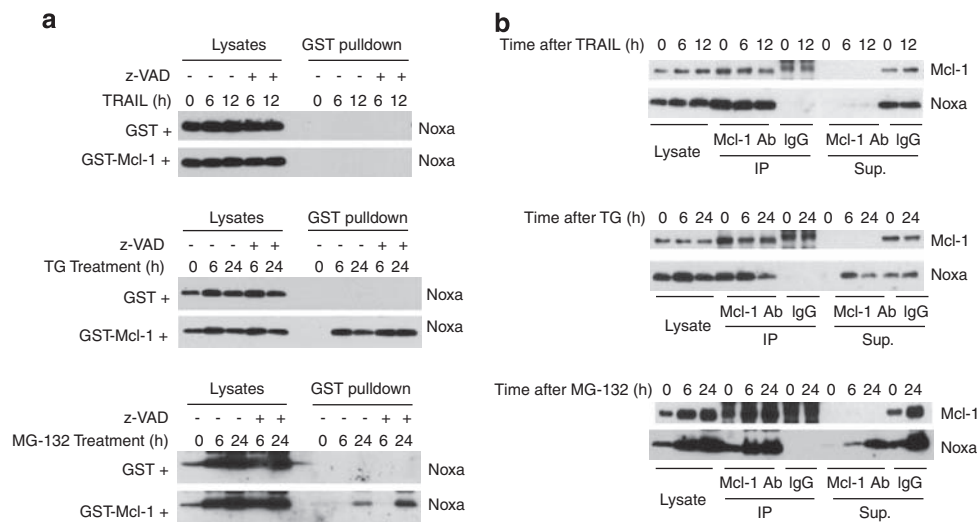 a
Lysates GST pulldown
z-VAD - - - + + - - - + +
TRAIL (h) 0 6 12 6 12 0 6 12 6 12
GST + Noxa
GST-Mcl-1 + Noxa
Lysates GST pulldown
z-VAD - - - + + - - - + +
TG Treatment (h) 0 6 24 6 24 0 6 24 6 24
GST + Noxa
GST-Mcl-1 + Noxa
Lysates GST pulldown
z-VAD - - - + + - - - + +
MG-132 Treatment (h) 0 6 24 6 24 0 6 24 6 24
GST + Noxa
GST-Mcl-1 + Noxa
b
Time after TRAIL (h) 0 6 12 0 6 12 0 12 0 6 12 0 12
Mcl-1
Noxa
Mcl-1 Ab IgG Mcl-1 Ab IgG
Lysate IP Sup.
Time after TG (h) 0 6 24 0 6 24 0 24 0 6 24 0 24
Mcl-1
Noxa
Mcl-1 Ab IgG Mcl-1 Ab IgG
Lysate IP Sup.
Time after MG-132 (h) 0 6 24 0 6 24 0 24 0 6 24 0 24
Mcl-1
Noxa
Mcl-1 Ab IgG Mcl-1 Ab IgG
Lysate IP Sup.